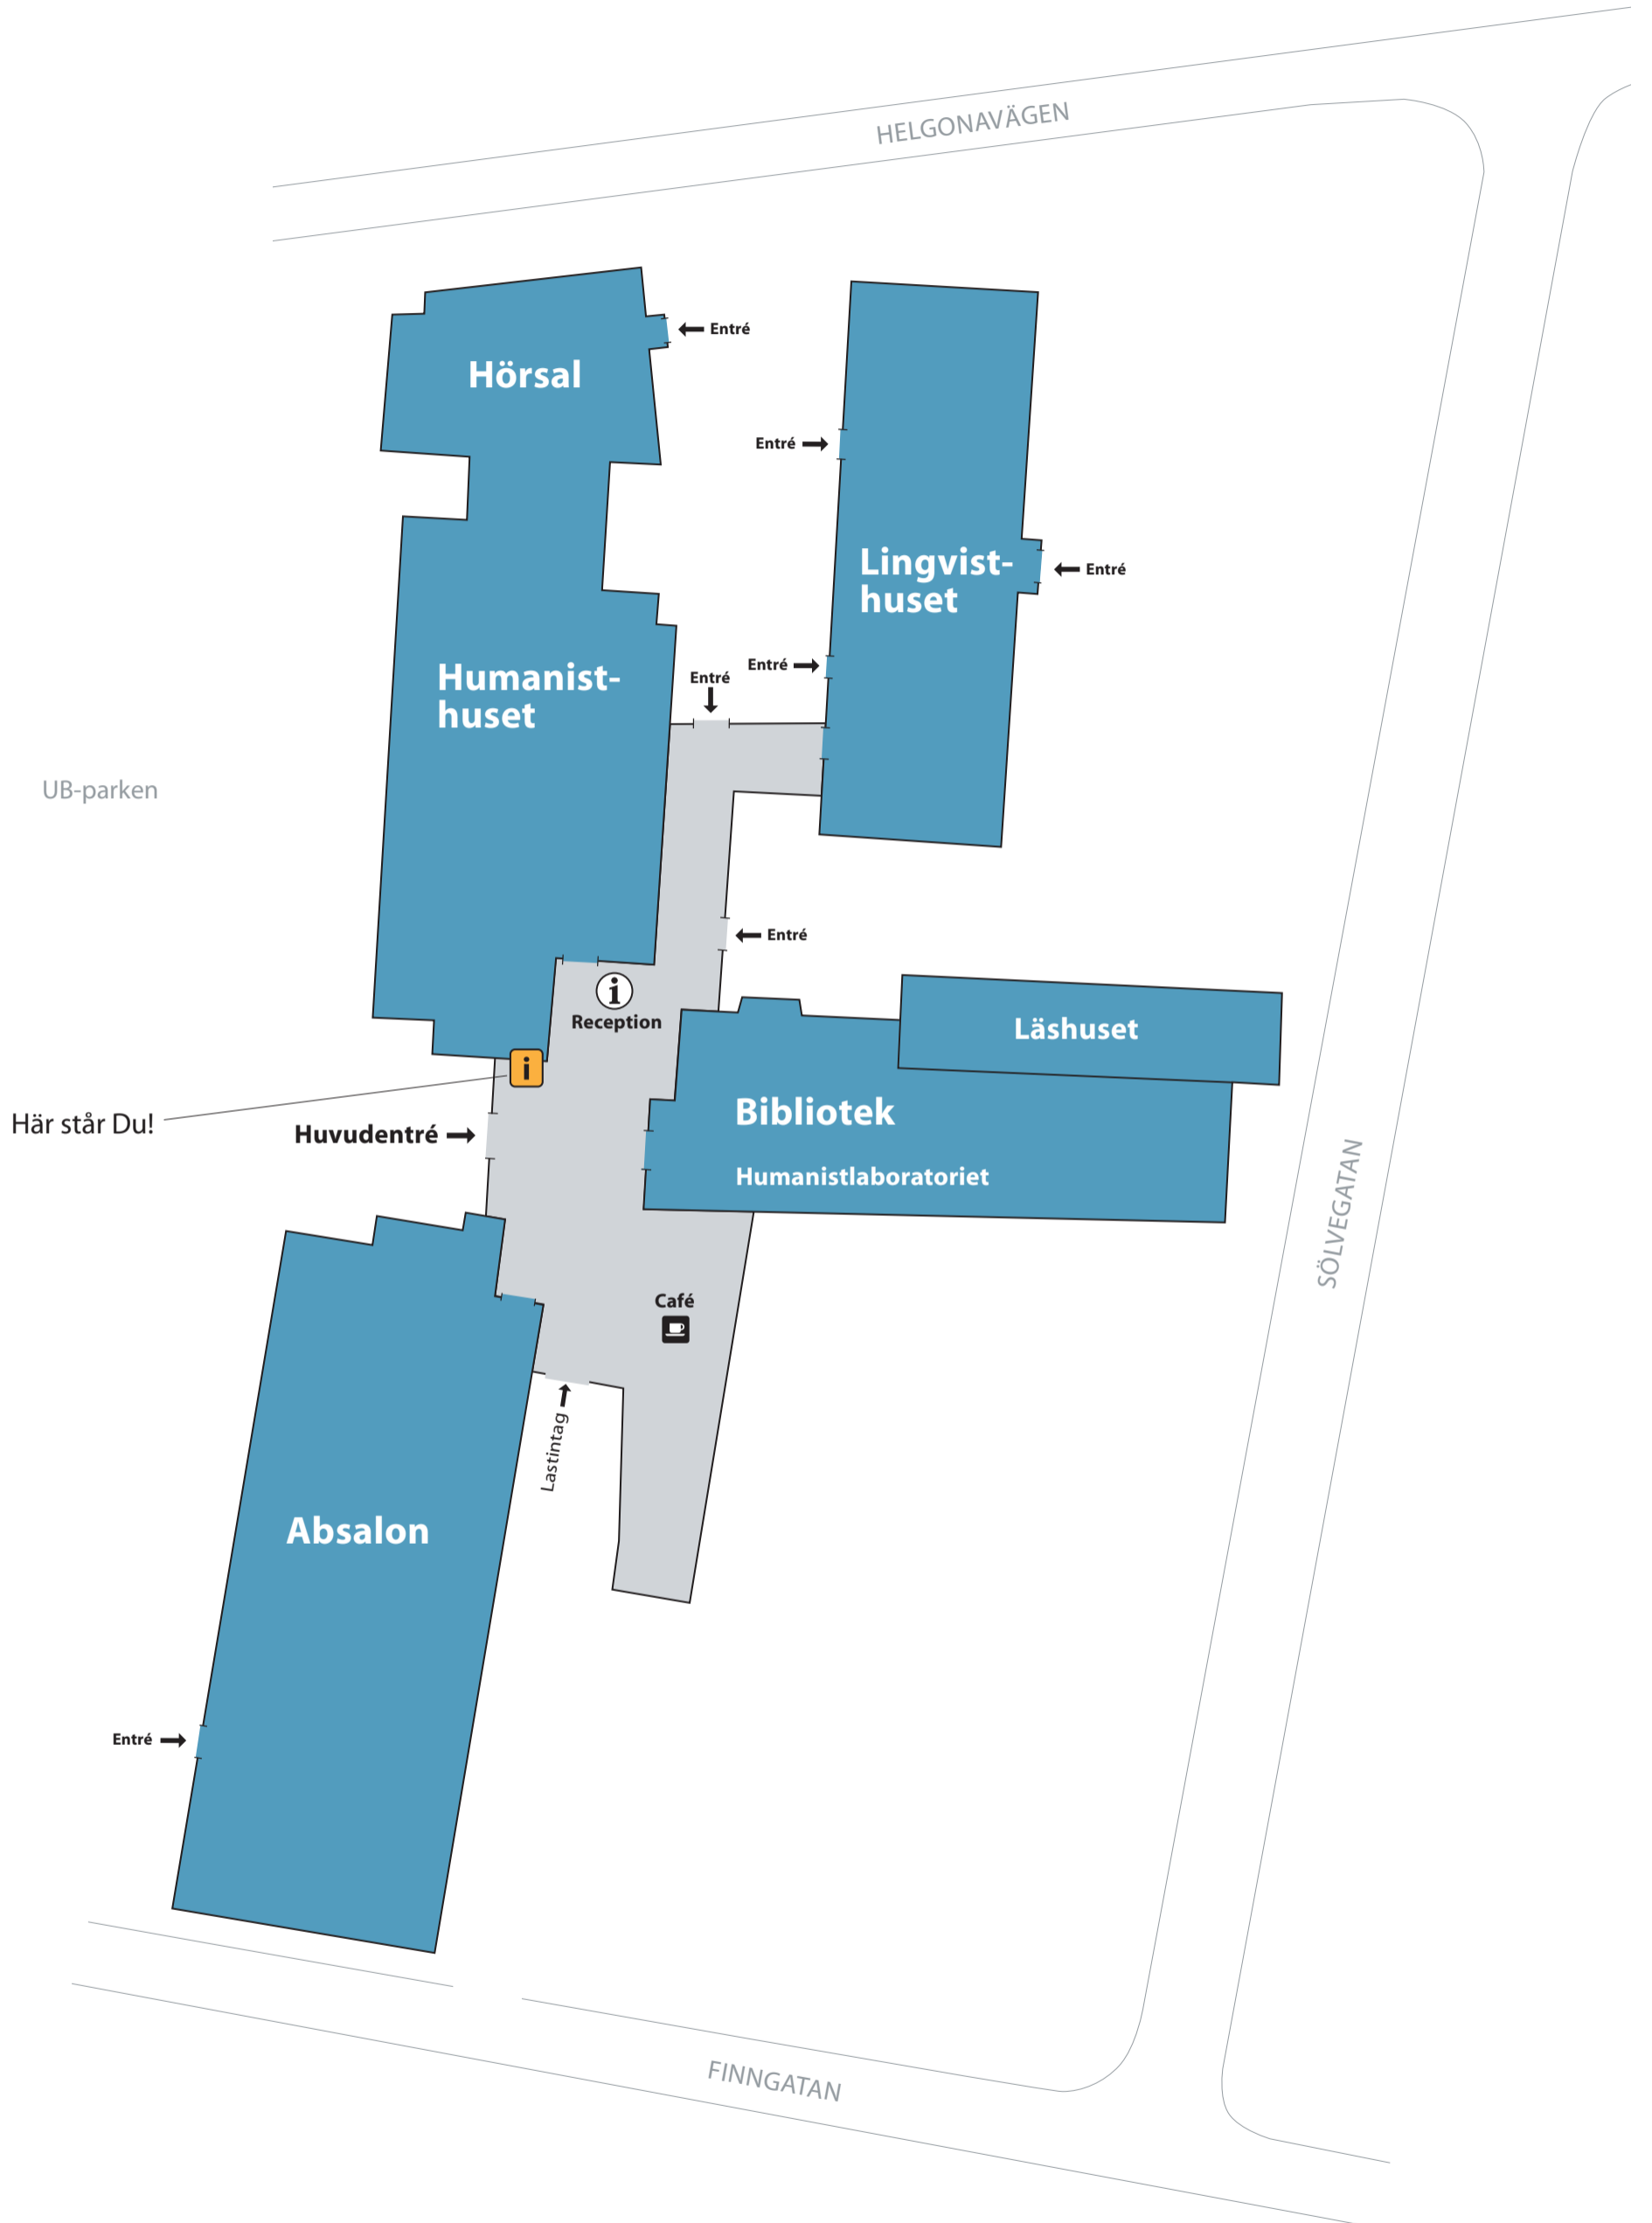 HELGONAVÄGEN
Entré
Hörsal
Entré
Lingvist-
huset
Entré
Entré
Humanist-
huset
Entré
UB-parken
Entré
i
Reception
Läshuset
i
Här står Du!
Bibliotek
Huvudentré
Humanistlaboratoriet
SÖLVEGATAN
Café
Lastintag
Absalon
Entré
FINNGATAN